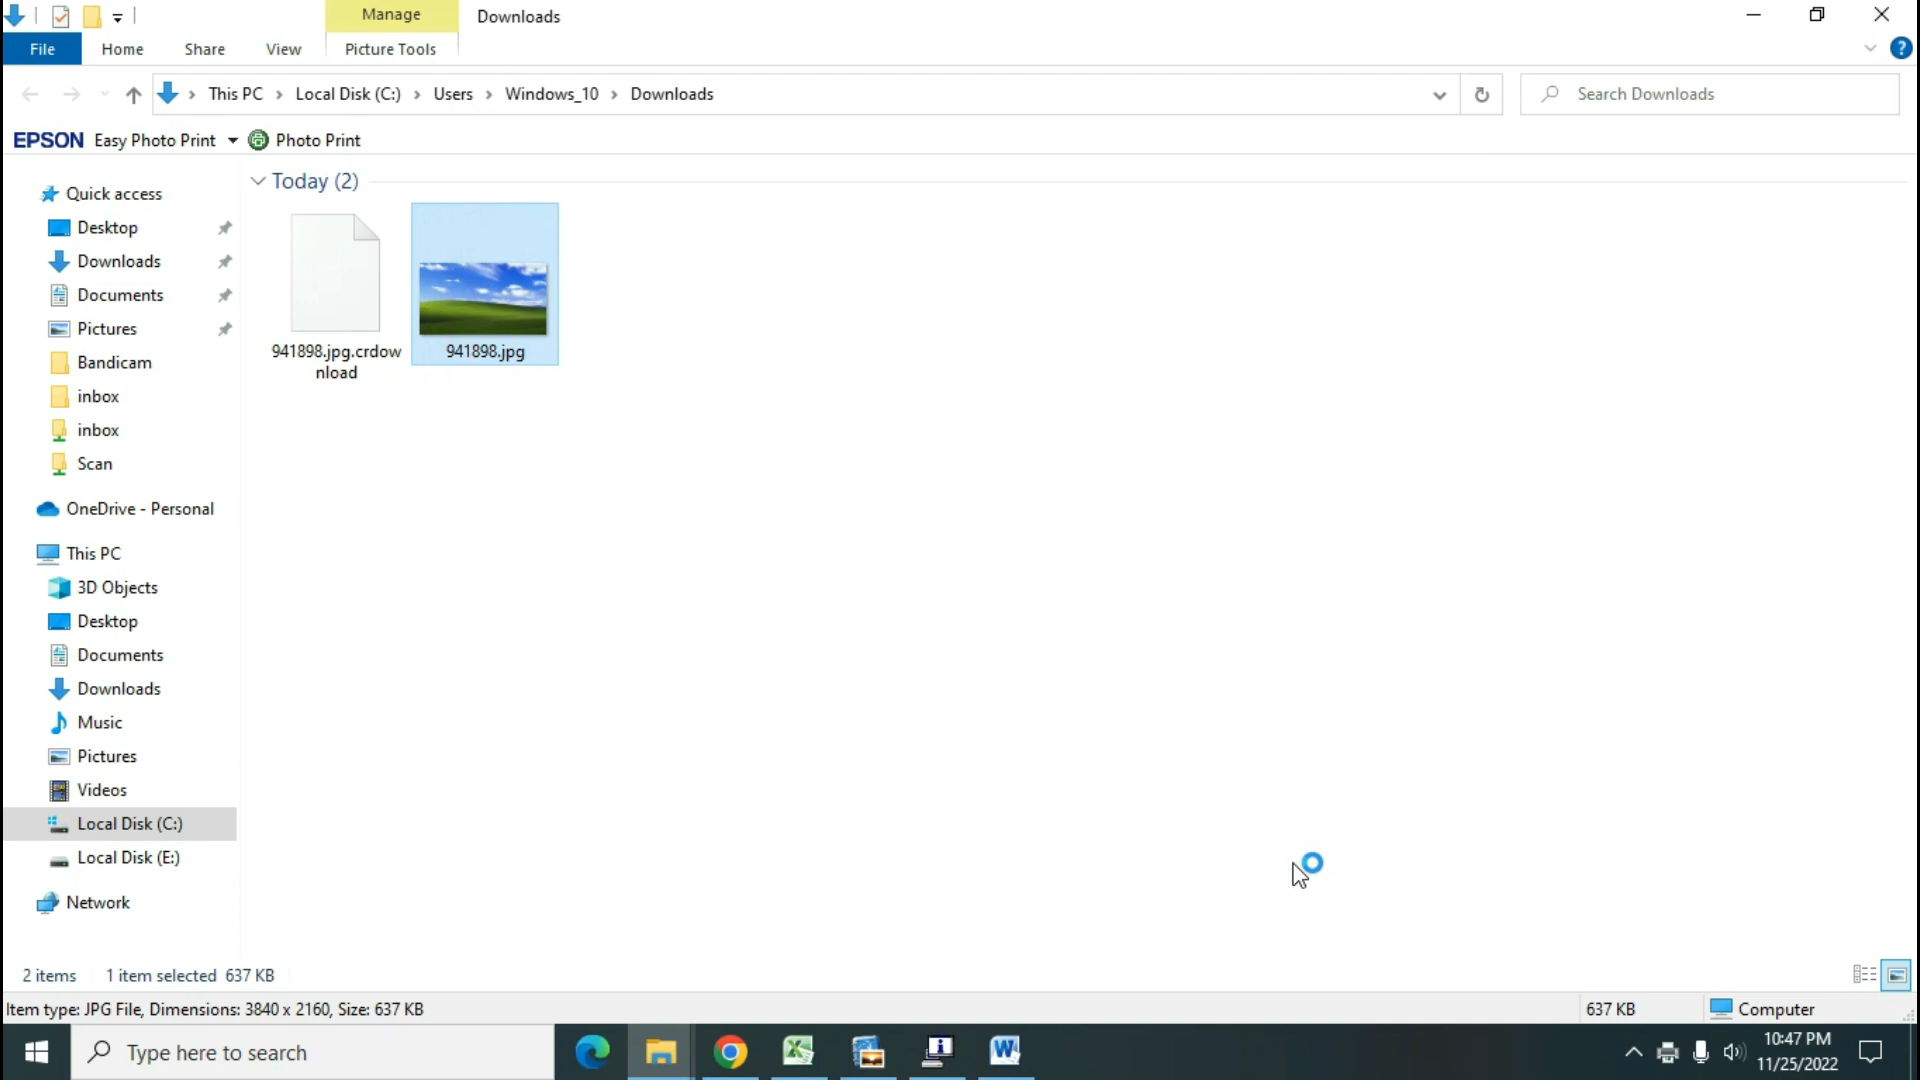 Manage
Downloads
File
Home
Share
View
Picture Tools
?
This PC
Local Disk (C:)
Users
Windows_10
Downloads
Search Downloads
EPSON Easy Photo Print
Photo Print
Quick access
Desktop
Downloads
Documents
Pictures
Bandicam
inbox
inbox
Scan
OneDrive - Personal
This PC
3D Objects
Desktop
Documents
Downloads
Music
Pictures
Videos
Local Disk (C:)
Local Disk (E:)
Network
Today (2)
941898.jpg.crdow
nload
941898.jpg
2 items
1 item selected 637 KB
Item type: JPG File, Dimensions: 3840 x 2160, Size: 637 KB
637 KB
Computer
Type here to search
10:47 PM
11/25/2022